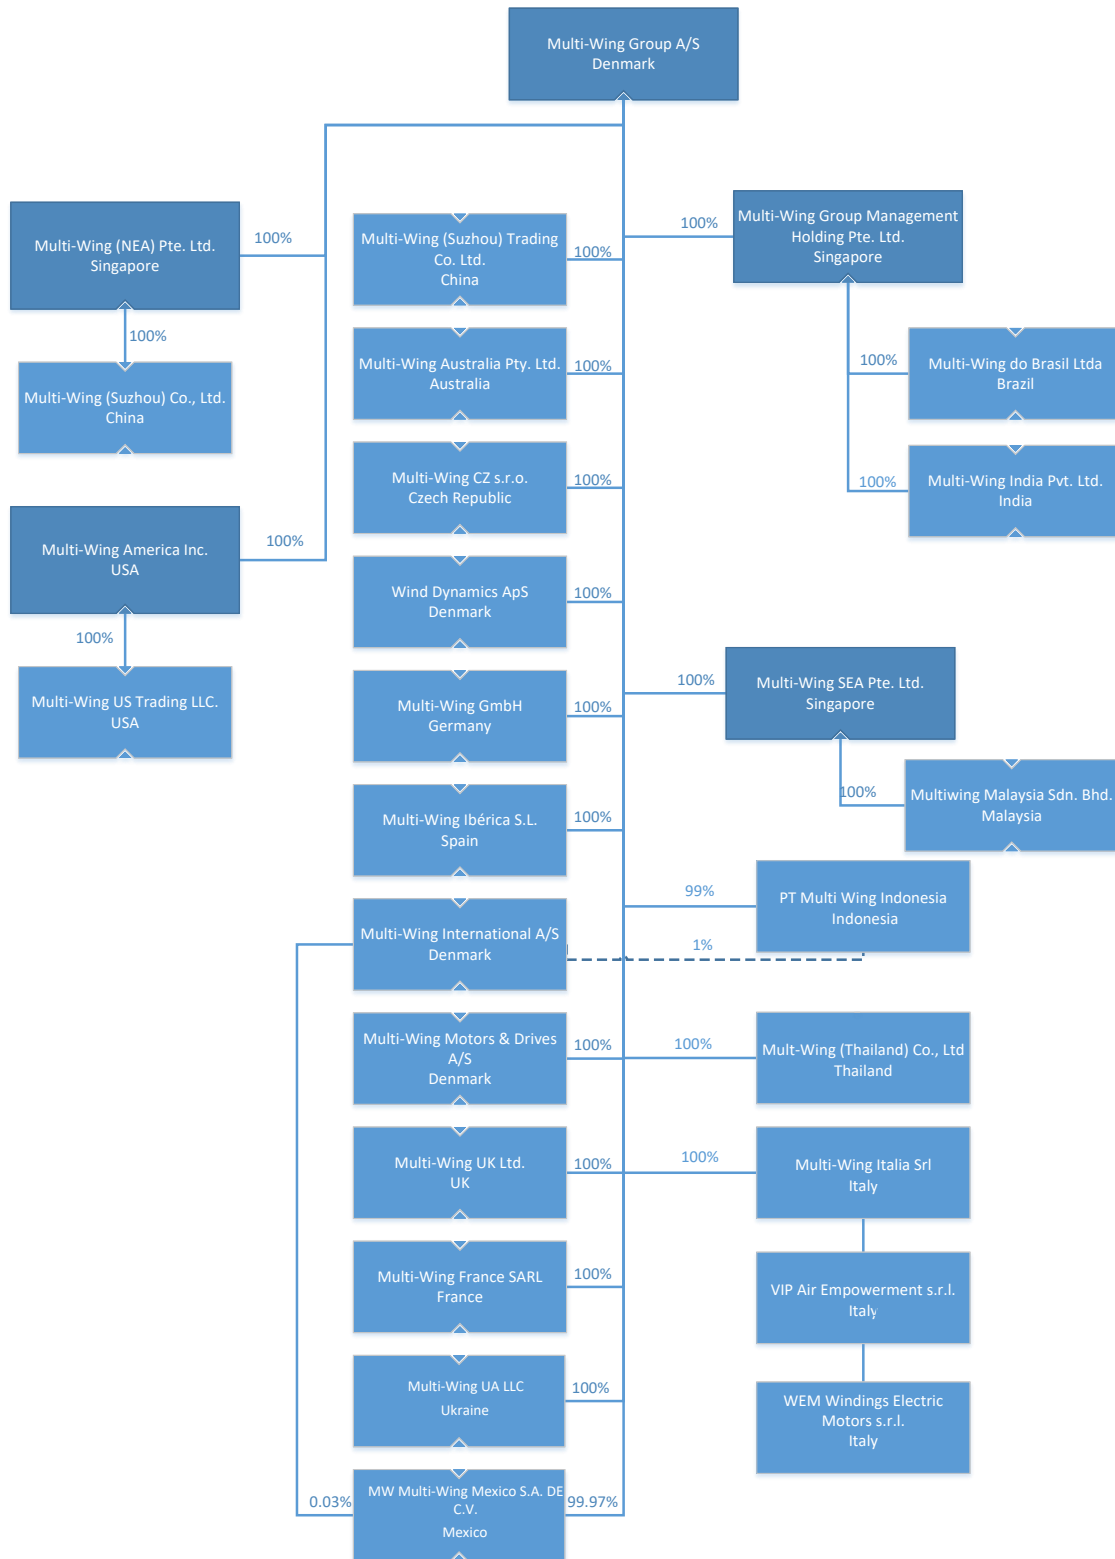 Multi-Wing Group A/S
Denmark
Multi-Wing (NEA) Pte. Ltd.
Singapore
100%
100%
Multi-Wing (Suzhou) Co., Ltd.
China
Multi-Wing America Inc.
USA
100%
100%
Multi-Wing US Trading LLC.
USA
Multi-Wing (Suzhou) Trading
Co. Ltd.
China
100%
Multi-Wing Australia Pty. Ltd.
Australia
100%
Multi-Wing CZ s.r.o.
Czech Republic
100%
Wind Dynamics ApS
Denmark
100%
Multi-Wing GmbH
Germany
100%
Multi-Wing Ibérica S.L.
Spain
100%
Multi-Wing International A/S
Denmark
Multi-Wing Motors & Drives
A/S
Denmark
100%
Multi-Wing UK Ltd.
UK
100%
Multi-Wing France SARL
France
100%
Multi-Wing UA LLC
Ukraine
100%
0.03%
MW Multi-Wing Mexico S.A. DE
C.V.
Mexico
99.97%
100%
Multi-Wing Group Management
Holding Pte. Ltd.
Singapore
100%
Multi-Wing do Brasil Ltda
Brazil
100%
Multi-Wing India Pvt. Ltd.
India
100%
Multi-Wing SEA Pte. Ltd.
Singapore
100%
Multiwing Malaysia Sdn. Bhd.
Malaysia
99%
PT Multi Wing Indonesia
Indonesia
1%
100%
Mult-Wing (Thailand) Co., Ltd
Thailand
100%
Multi-Wing Italia Srl
Italy
VIP Air Empowerment s.r.l.
Italy
WEM Windings Electric
Motors s.r.l.
Italy